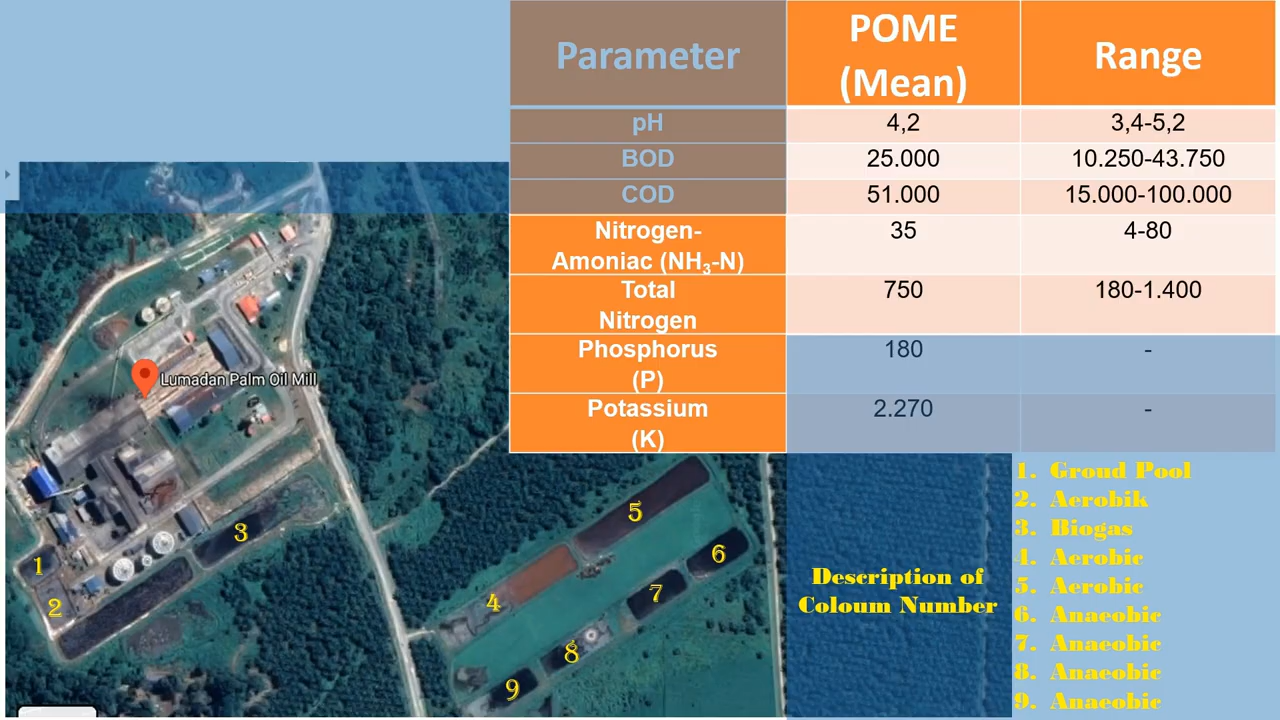 Parameter POME (Mean) Range
pH 4,2 3,4-5,2
BOD 25.000 10.250-43.750
COD 51.000 15.000-100.000
Nitrogen-
Amoniac (NH₃-N) 35 4-80
Total
Nitrogen 750 180-1.400
Phosphorus
(P) 180 -
Potassium
(K) 2.270 -
Lumadan Palm Oil Mill
1
2
3
4
5
6
7
8
9
Description of
Coloum Number
1. Groud Pool
2. Aerobik
3. Biogas
4. Aerobic
5. Aerobic
6. Anaeobic
7. Anaeobic
8. Anaeobic
9. Anaeobic